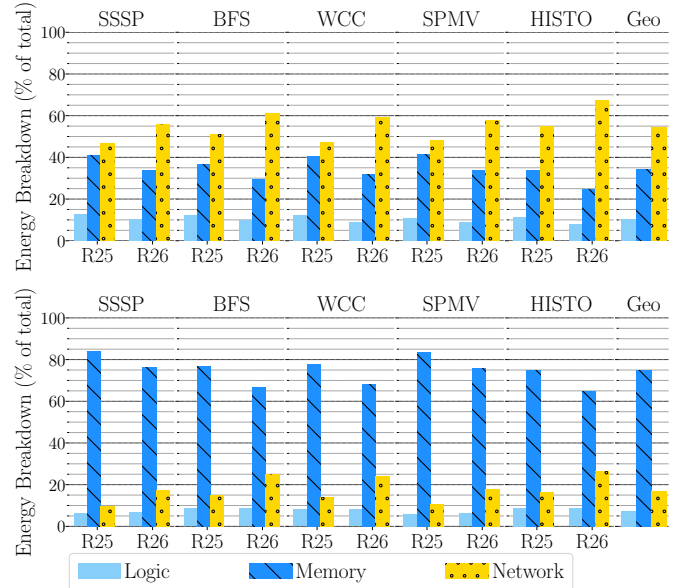 SSSP BFS WCC SPMV HISTO Geo
Energy Breakdown (% of total)
100
80
60
40
20
0
R25 R26 R25 R26 R25 R26 R25 R26 R25 R26
SSSP BFS WCC SPMV HISTO Geo
Energy Breakdown (% of total)
100
80
60
40
20
0
R25 R26 R25 R26 R25 R26 R25 R26 R25 R26
Logic Memory Network